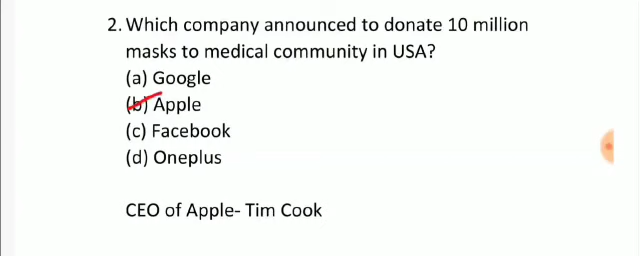 2. Which company announced to donate 10 million
masks to medical community in USA?
(a) Google
(b) Apple
(c) Facebook
(d) Oneplus
CEO of Apple- Tim Cook